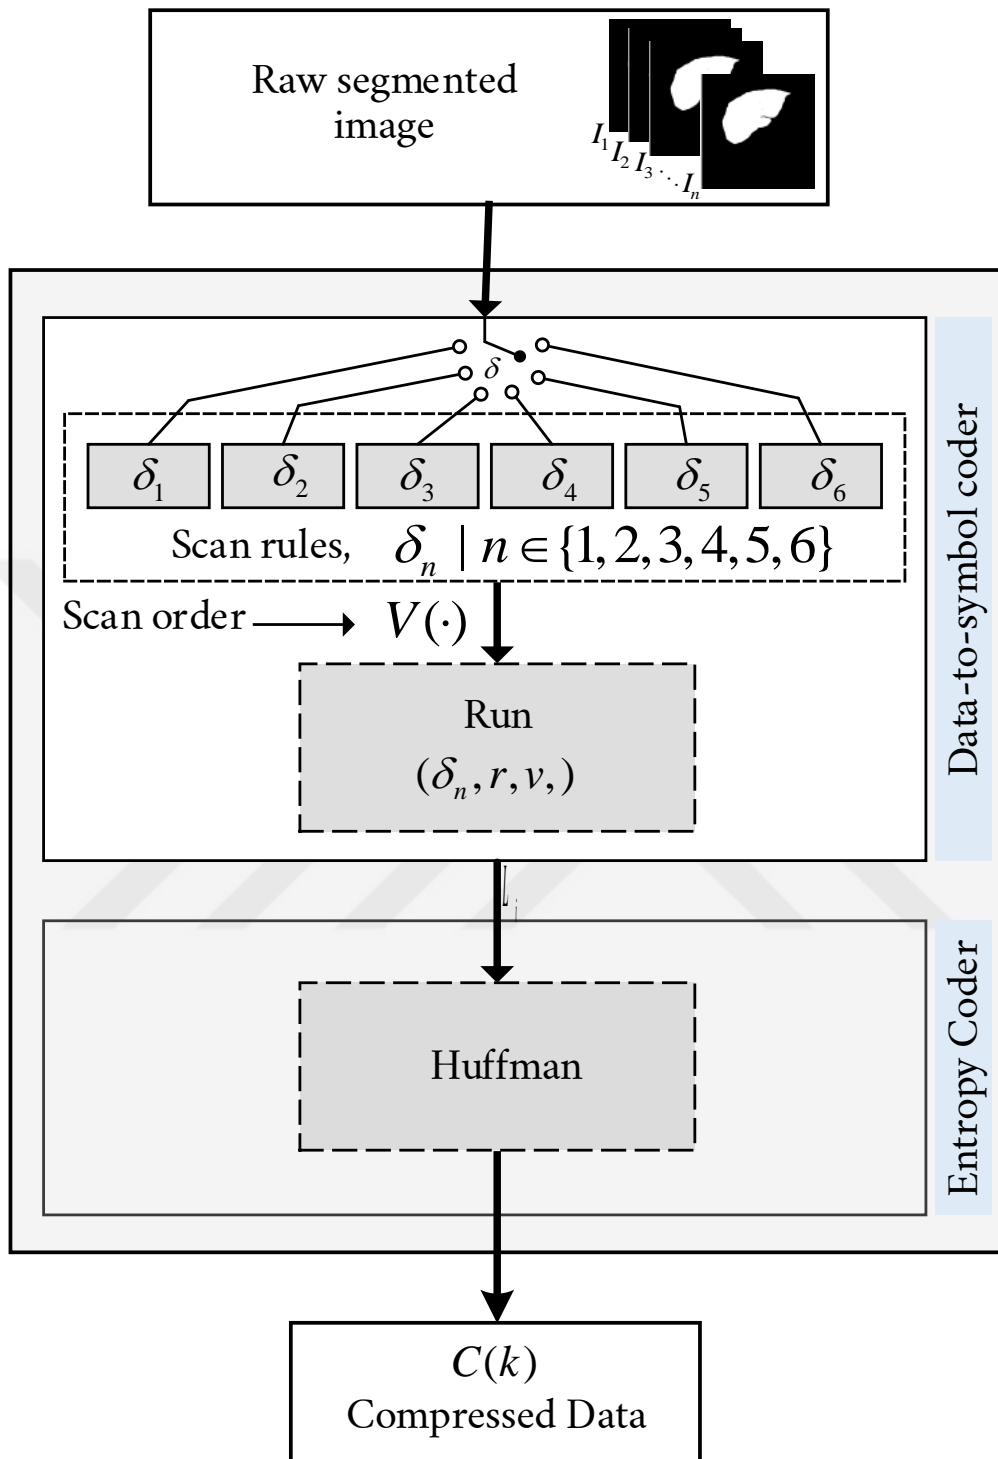 Raw segmented
image
I₁ I₂ I₃ ... Iₙ
δ
δ₁ δ₂ δ₃ δ₄ δ₅ δ₆
Scan rules, δₙ | n ∈ {1, 2, 3, 4, 5, 6}
Scan order V(·)
Run
(δₙ, r, v,)
Data-to-symbol coder
Huffman
Entropy Coder
C(k)
Compressed Data